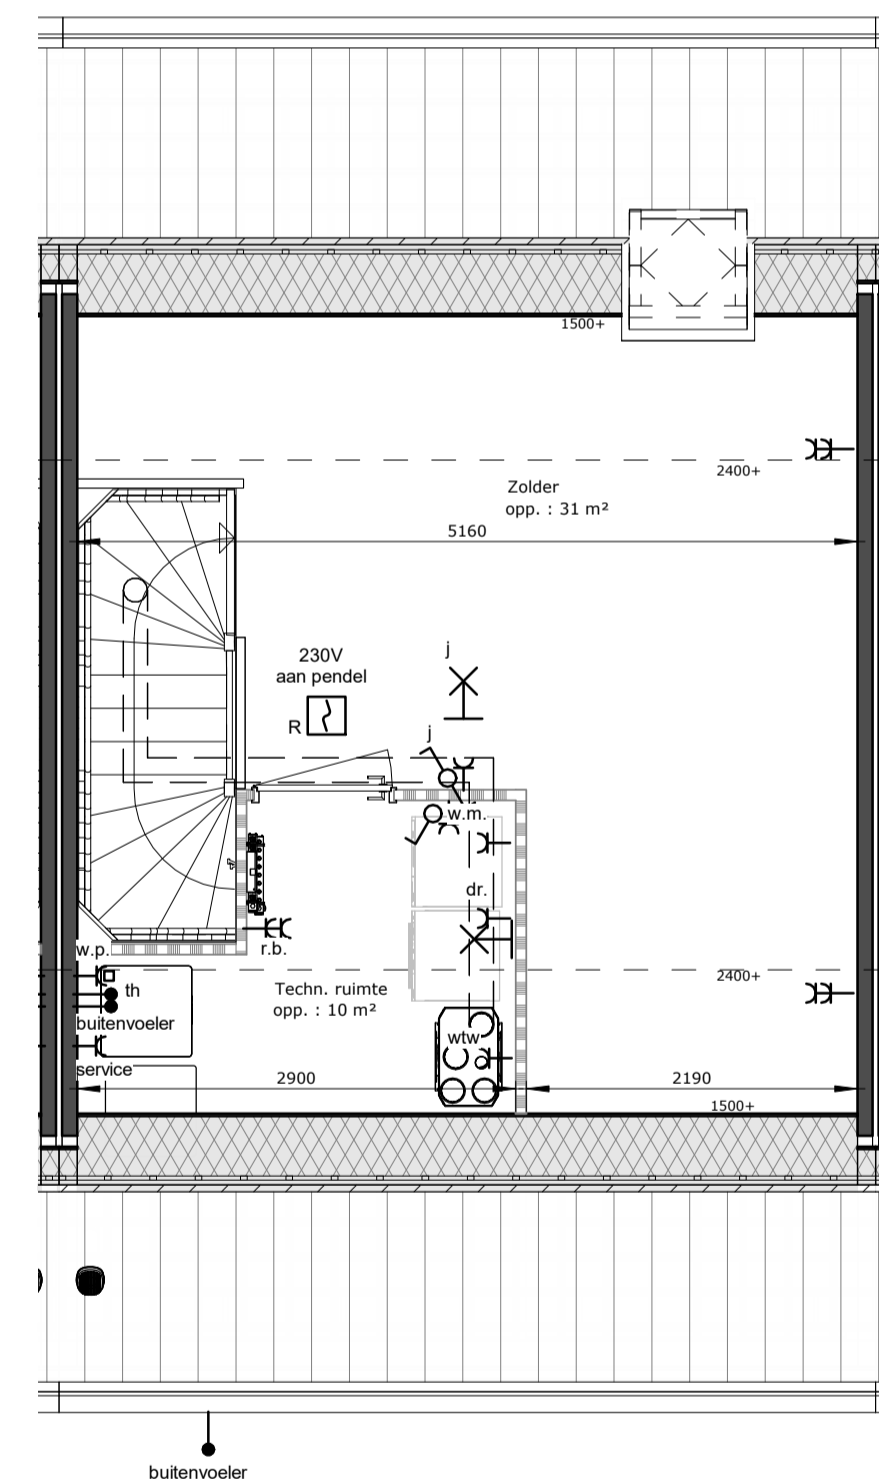 1500+
2400+
Zolder
opp. : 31 m²
5160
230V
aan pendel
R
j
j
w.m.
dr.
r.b.
w.p.
th
buitenvoeler
service
Techn. ruimte
opp. : 10 m²
2400+
wtw
2900
2190
1500+
buitenvoeler